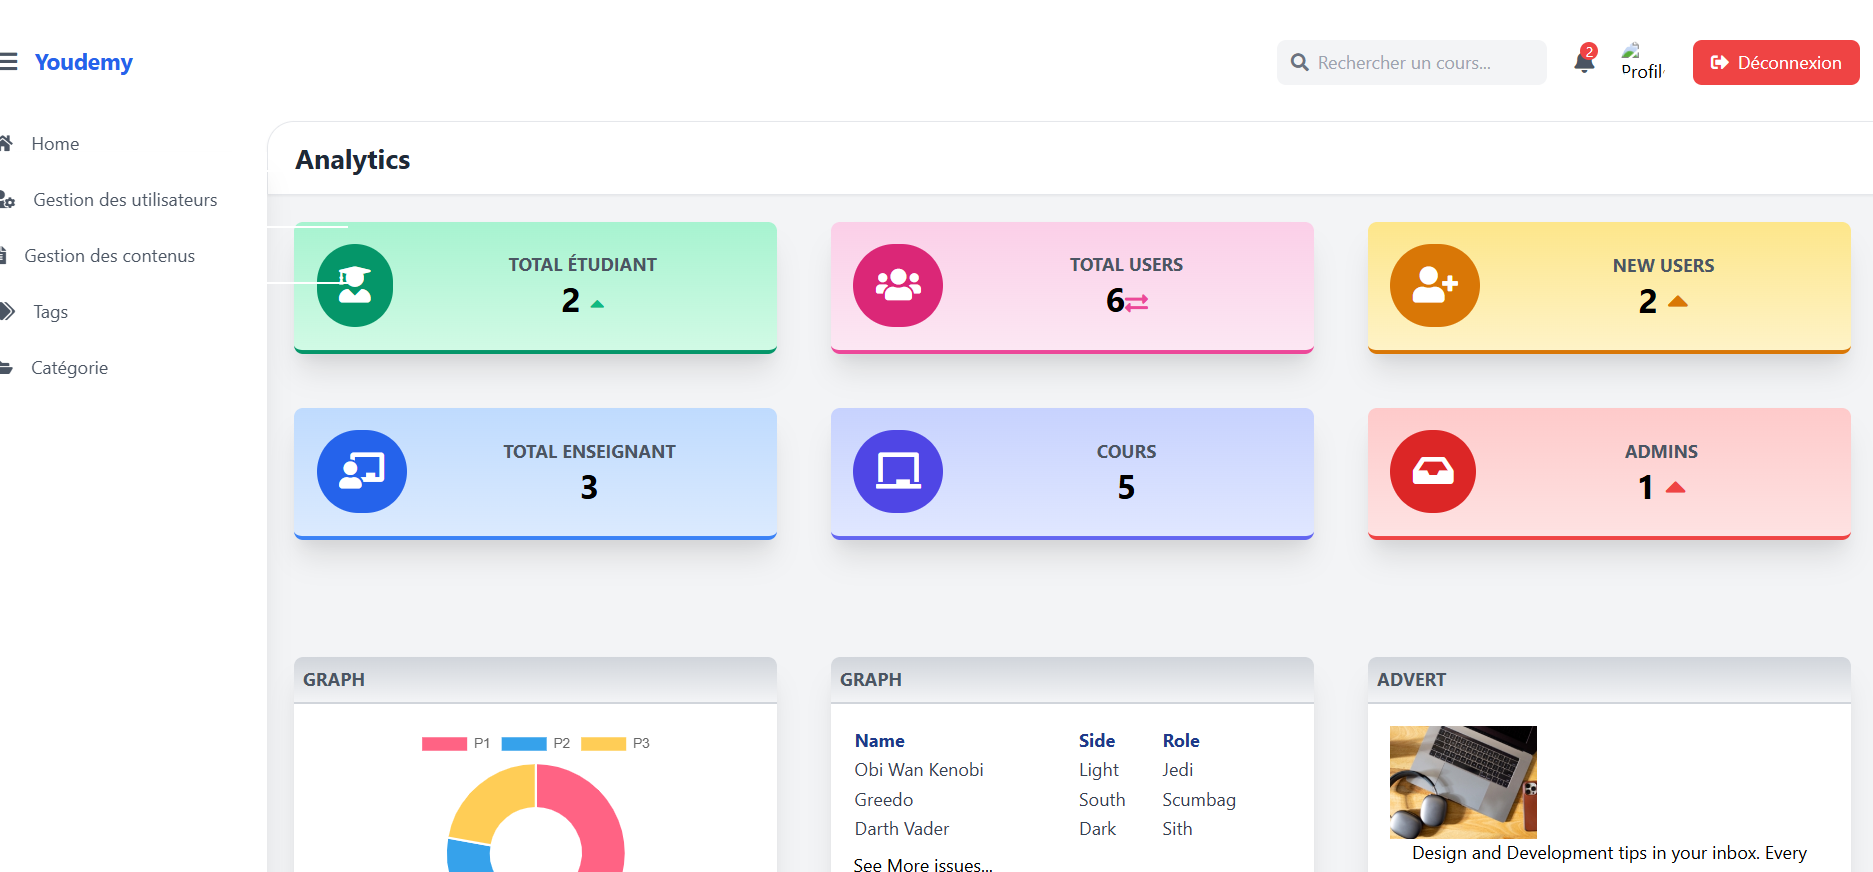 Youdemy
Rechercher un cours...
2
Profil
Déconnexion
Home
Gestion des utilisateurs
Gestion des contenus
Tags
Catégorie
Analytics
TOTAL ÉTUDIANT
2
TOTAL USERS
6
NEW USERS
2
TOTAL ENSEIGNANT
3
COURS
5
ADMINS
1
GRAPH
P1 P2 P3
GRAPH
Name Side Role
Obi Wan Kenobi Light Jedi
Greedo South Scumbag
Darth Vader Dark Sith
See More issues...
ADVERT
Design and Development tips in your inbox. Every